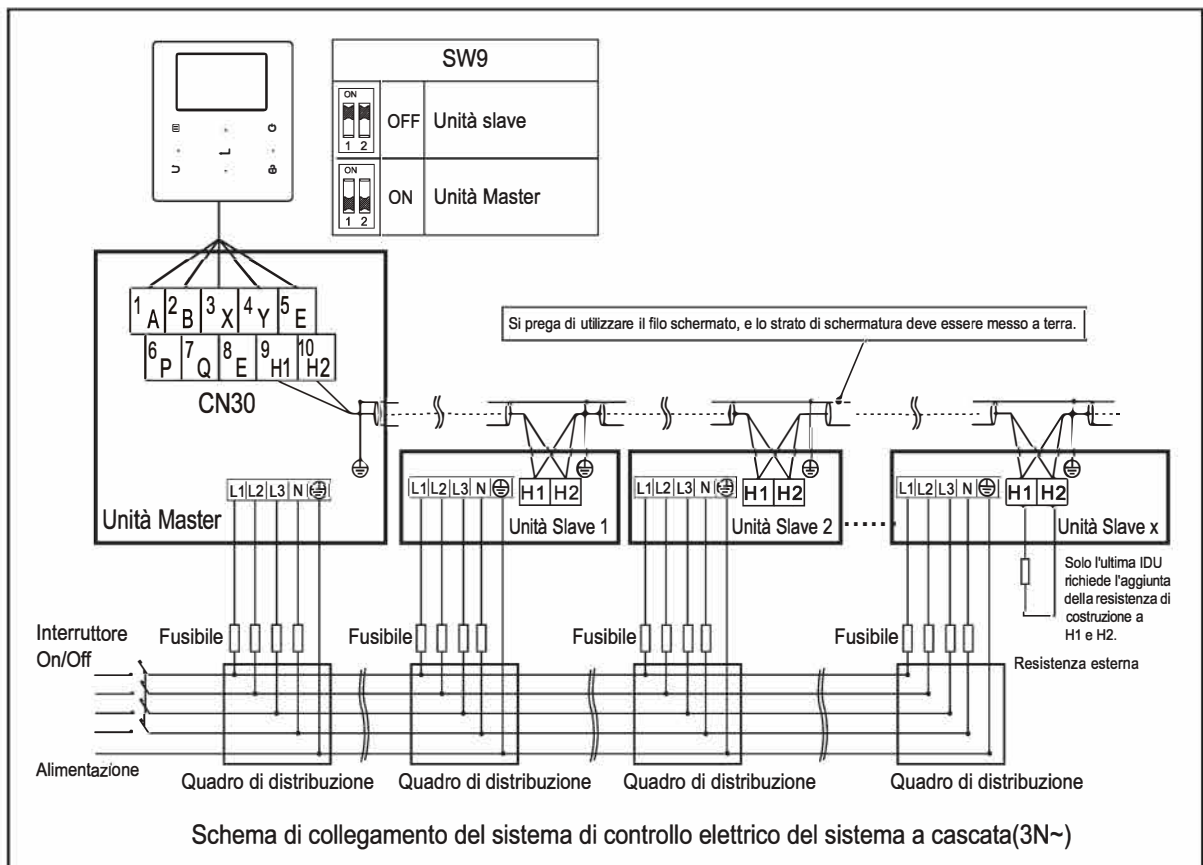 SW9
ON
1 2
OFF
Unità slave
ON
1 2
ON
Unità Master
1 A 2 B 3 X 4 Y 5 E
6 P 7 Q 8 E 9 H1 10 H2
CN30
Si prega di utilizzare il filo schermato, e lo strato di schermatura deve essere messo a terra.
L1 L2 L3 N
Unità Master
L1 L2 L3 N
H1 H2
Unità Slave 1
L1 L2 L3 N
H1 H2
Unità Slave 2
L1 L2 L3 N
H1 H2
Unità Slave x
Solo l'ultima IDU
richiede l'aggiunta
della resistenza di
costruzione a
H1 e H2.
Resistenza esterna
Interruttore
On/Off
Fusibile
Fusibile
Fusibile
Fusibile
Alimentazione
Quadro di distribuzione
Quadro di distribuzione
Quadro di distribuzione
Quadro di distribuzione
Schema di collegamento del sistema di controllo elettrico del sistema a cascata(3N~)